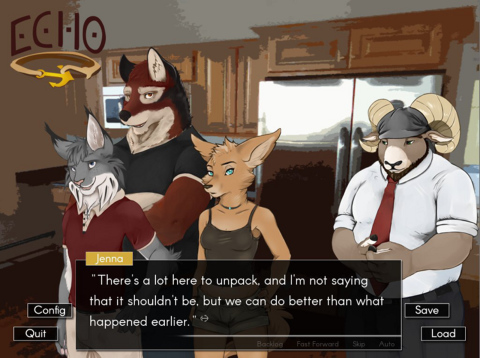 ECHO
Jenna
"There's a lot here to unpack, and I'm not saying
that it shouldn't be, but we can do better than what
happened earlier."
Config
Save
Quit
Load
Backlog Fast Forward Skip Auto